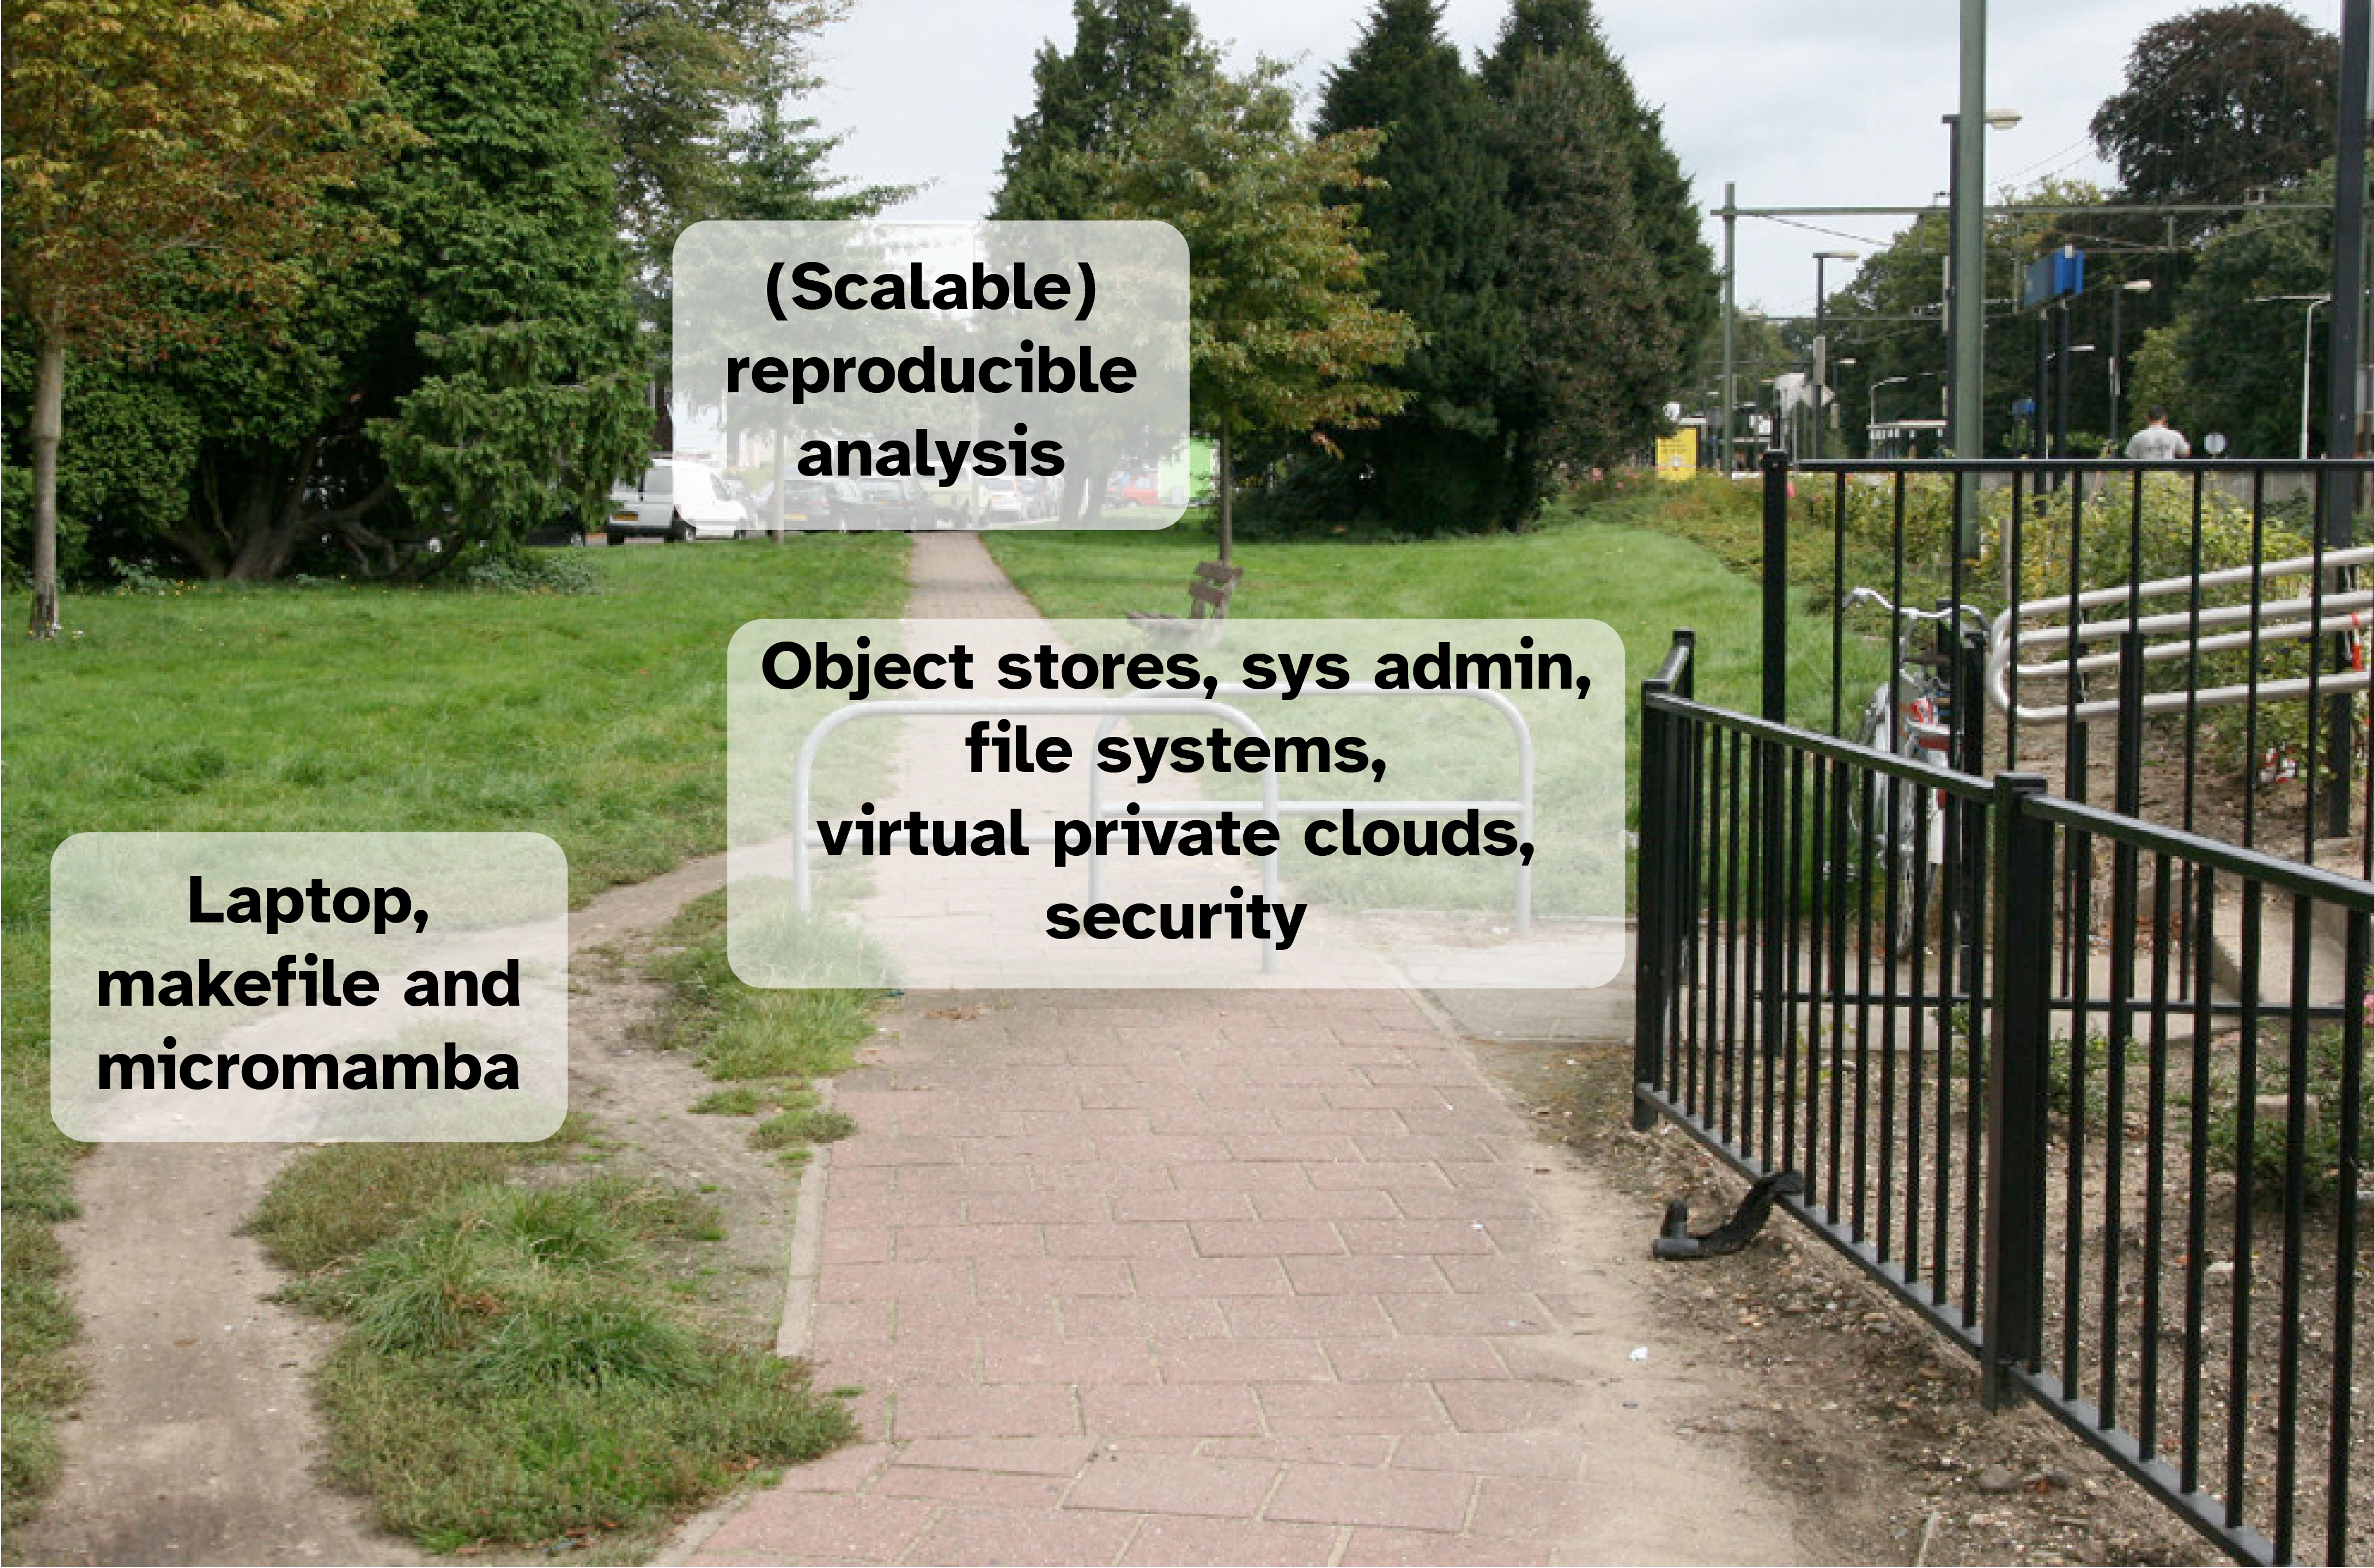 (Scalable)
reproducible
analysis
Object stores, sys admin,
file systems,
virtual private clouds,
security
Laptop,
makefile and
micromamba